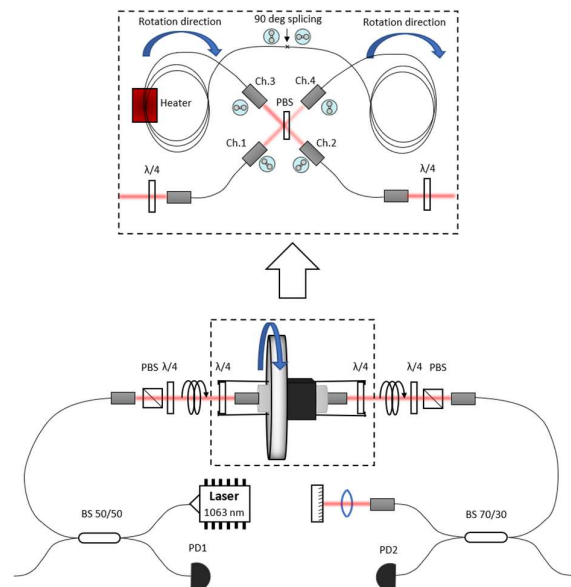 Rotation direction
90 deg splicing
Rotation direction
Heater
Ch.3
Ch.4
PBS
Ch.1
Ch.2
λ/4
λ/4
PBS
λ/4
λ/4
λ/4
λ/4
PBS
Laser
1063 nm
BS 50/50
PD1
BS 70/30
PD2